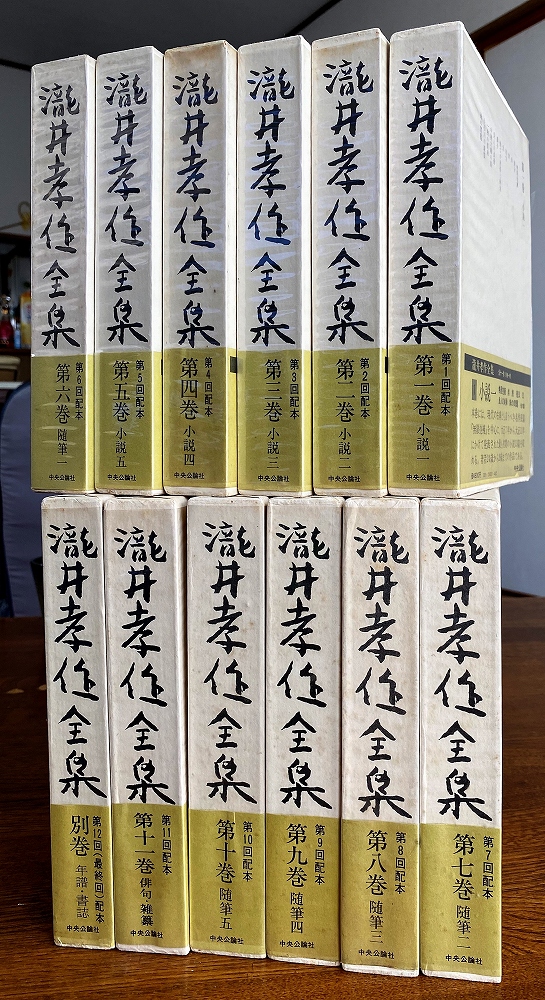 瀧井孝作全集
第1回配本
第一巻 小説一
瀧井孝作全集
第2回配本
第二巻 小説二
瀧井孝作全集
第3回配本
第三巻 小説三
瀧井孝作全集
第4回配本
第四巻 小説四
中央公論社
瀧井孝作全集
第5回配本
第五巻 小説五
中央公論社
瀧井孝作全集
第6回配本
第六巻 随筆一
中央公論社
瀧井孝作全集
小説一
中央公論社
瀧井孝作全集
第7回配本
第七巻 随筆二
中央公論社
瀧井孝作全集
第8回配本
第八巻 随筆三
中央公論社
瀧井孝作全集
第9回配本
第九巻 随筆四
中央公論社
瀧井孝作全集
第10回配本
第十巻 随筆五
中央公論社
瀧井孝作全集
第11回配本
第十一巻 俳句 雑纂
中央公論社
瀧井孝作全集
第12回(最終回)配本
別巻 年譜・書誌
中央公論社